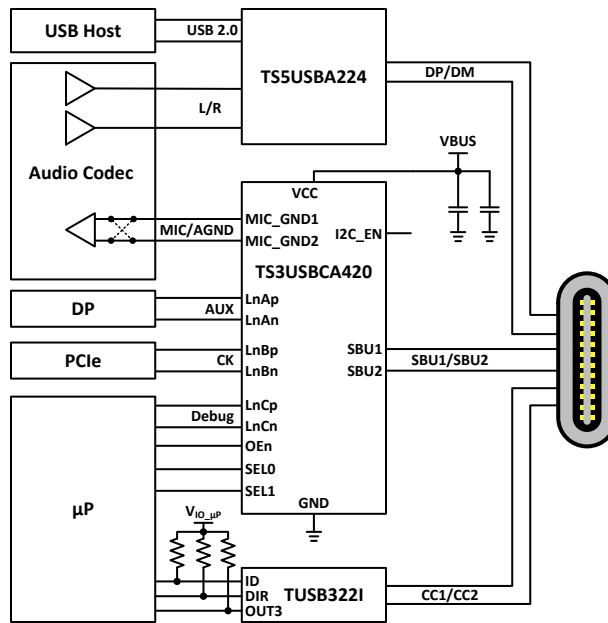 USB Host
USB 2.0
TS5USBA224
DP/DM
L/R
Audio Codec
VBUS
VCC
MIC_GND1
MIC/AGND
MIC_GND2
I2C_EN
TS3USBCA420
DP
AUX
LnAp
LnAn
PCIe
CK
LnBp
LnBn
SBU1
SBU2
SBU1/SBU2
µP
Debug
LnCp
LnCn
OEn
SEL0
SEL1
GND
VIO_µP
ID
DIR
OUT3
TUSB322I
CC1/CC2